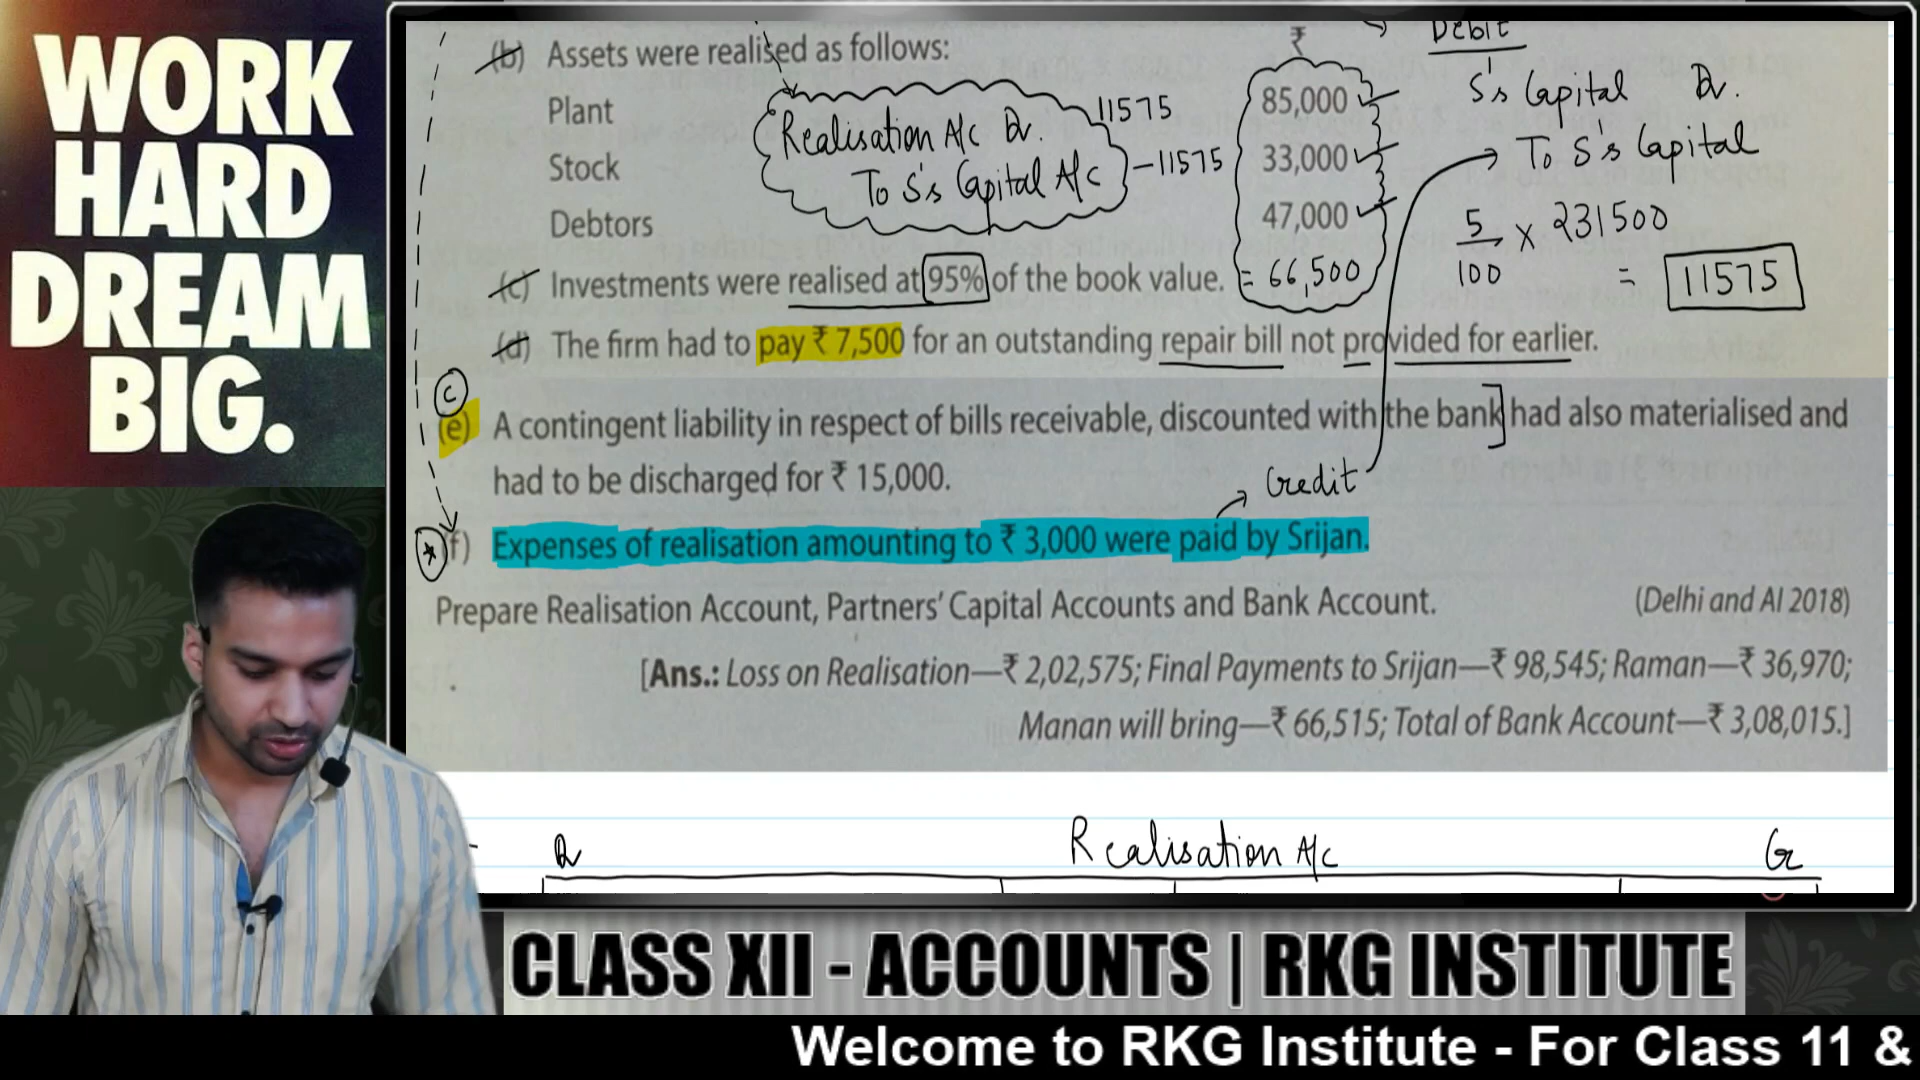 WORK
HARD
DREAM
BIG.
Debit
₹
(b) Assets were realised as follows:
Plant 85,000
Stock 33,000
Debtors 47,000
Realisation A/c Dr. 11575
To S's Capital A/c -11575
S's Capital Dr.
To S's Capital
5/100 × 231500
= 11575
(c) Investments were realised at 95% of the book value. = 66,500
(d) The firm had to pay ₹ 7,500 for an outstanding repair bill not provided for earlier.
C
(e) A contingent liability in respect of bills receivable, discounted with the bank] had also materialised and
had to be discharged for ₹ 15,000.
Credit
(f) Expenses of realisation amounting to ₹ 3,000 were paid by Srijan.
Prepare Realisation Account, Partners' Capital Accounts and Bank Account. (Delhi and AI 2018)
[Ans.: Loss on Realisation—₹ 2,02,575; Final Payments to Srijan—₹ 98,545; Raman—₹ 36,970;
Manan will bring—₹ 66,515; Total of Bank Account—₹ 3,08,015.]
Dr Realisation A/c Cr
CLASS XII - ACCOUNTS | RKG INSTITUTE
Welcome to RKG Institute - For Class 11 &